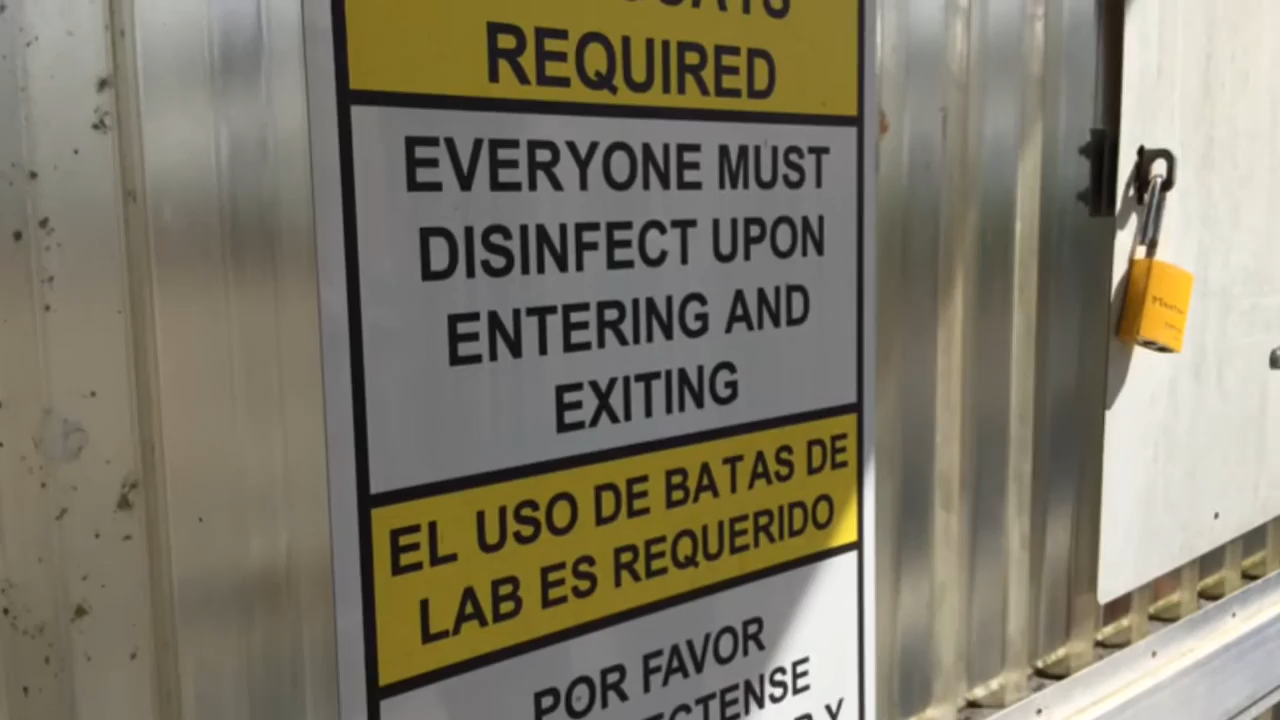 REQUIRED
EVERYONE MUST
DISINFECT UPON
ENTERING AND
EXITING
EL USO DE BATAS DE
LAB ES REQUERIDO
POR FAVOR
Y